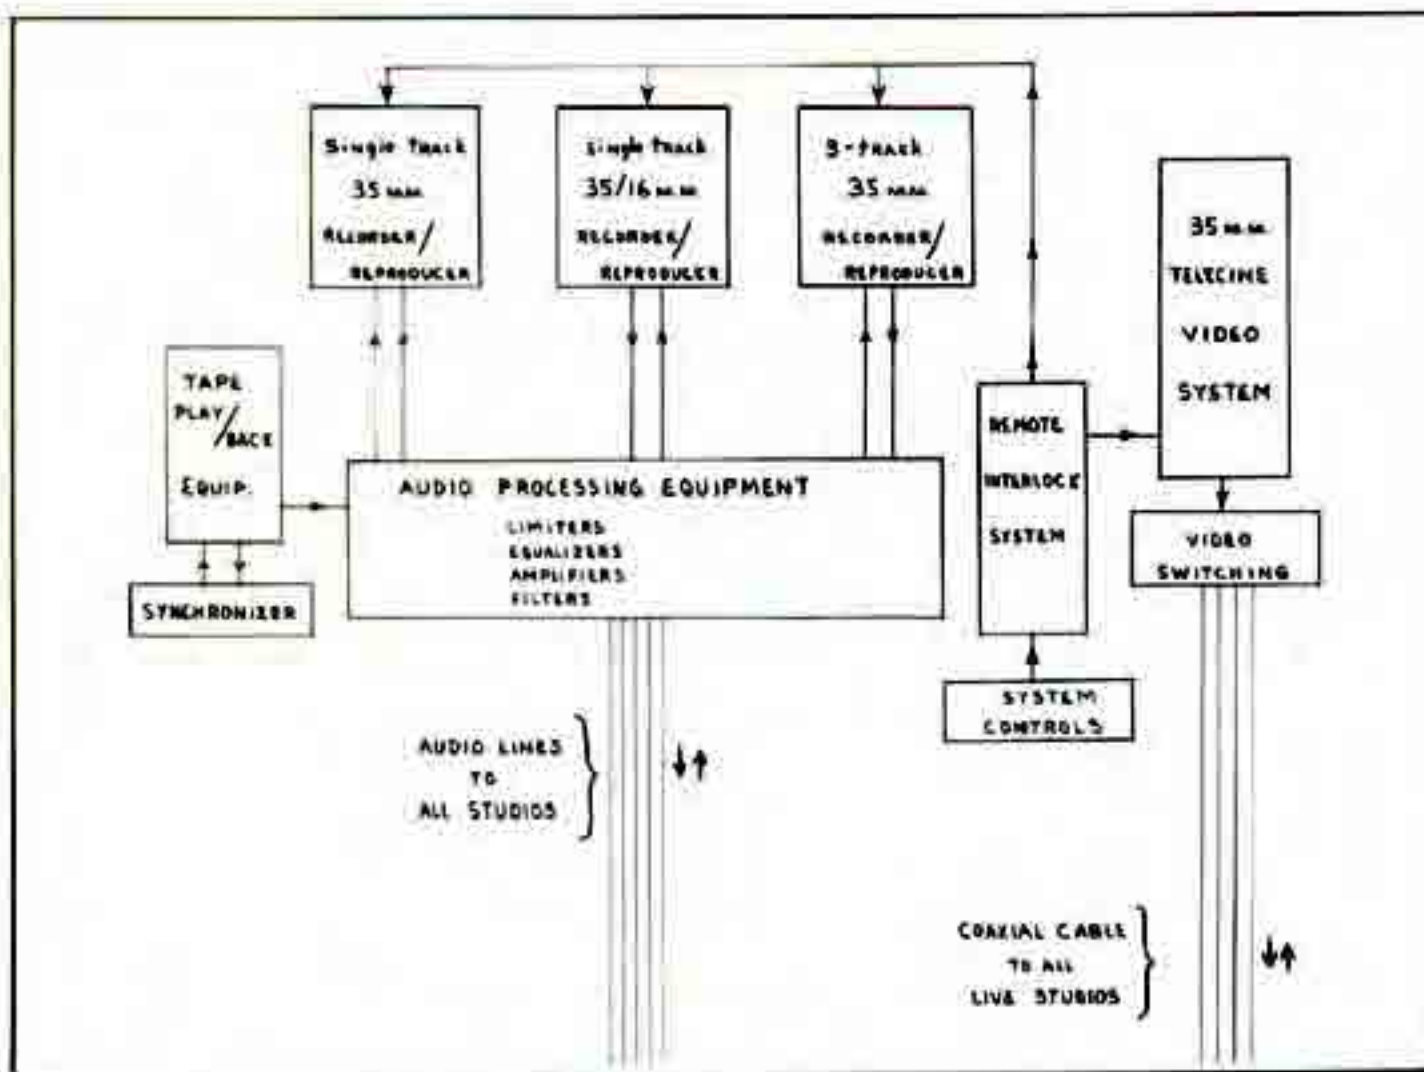 Single Track
35 mm
RECORDER/
REPRODUCER
Single Track
35/16 mm
RECORDER/
REPRODUCER
3-TRACK
35 mm
RECORDER/
REPRODUCER
35 mm
TELECINE
VIDEO
SYSTEM
TAPE
PLAY/
BACK
EQUIP.
REMOTE
INTERLOCK
SYSTEM
AUDIO PROCESSING EQUIPMENT
LIMITERS
EQUALIZERS
AMPLIFIERS
FILTERS
VIDEO
SWITCHING
SYNCHRONIZER
SYSTEM
CONTROLS
AUDIO LINES
TO
ALL STUDIOS
COAXIAL CABLE
TO ALL
LIVE STUDIOS